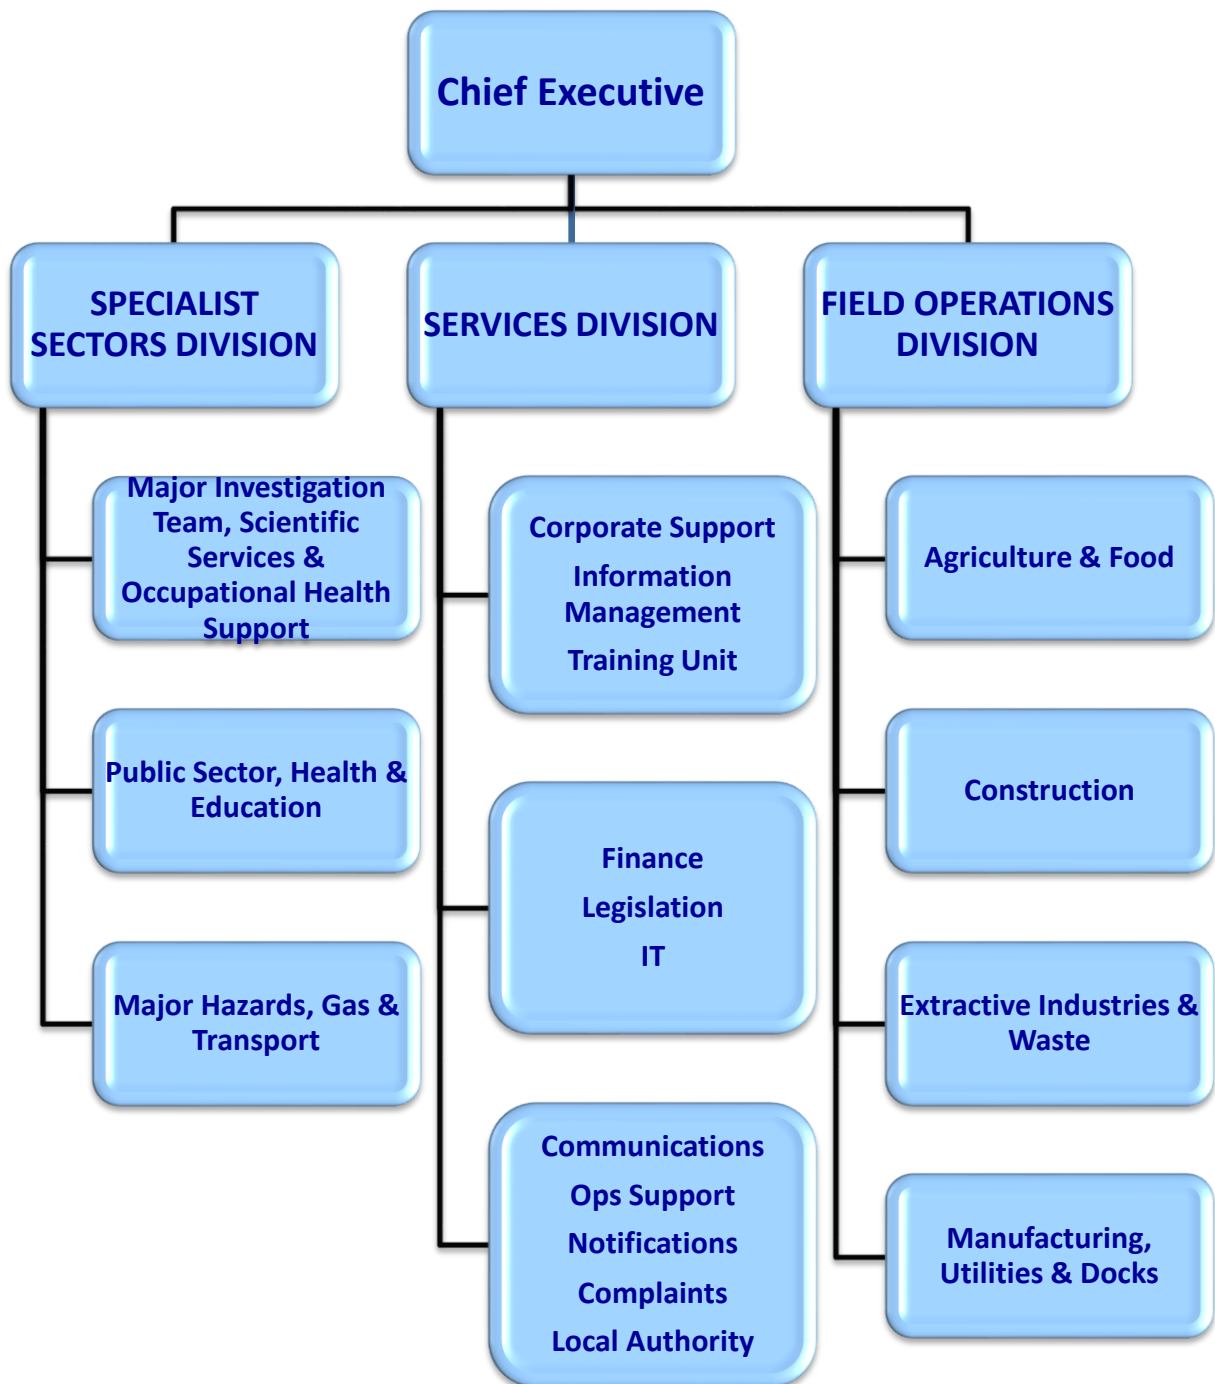 Chief Executive
SPECIALIST
SECTORS DIVISION
SERVICES DIVISION
FIELD OPERATIONS
DIVISION
Major Investigation
Team, Scientific
Services &
Occupational Health
Support
Public Sector, Health &
Education
Major Hazards, Gas &
Transport
Corporate Support
Information
Management
Training Unit
Finance
Legislation
IT
Communications
Ops Support
Notifications
Complaints
Local Authority
Agriculture & Food
Construction
Extractive Industries &
Waste
Manufacturing,
Utilities & Docks